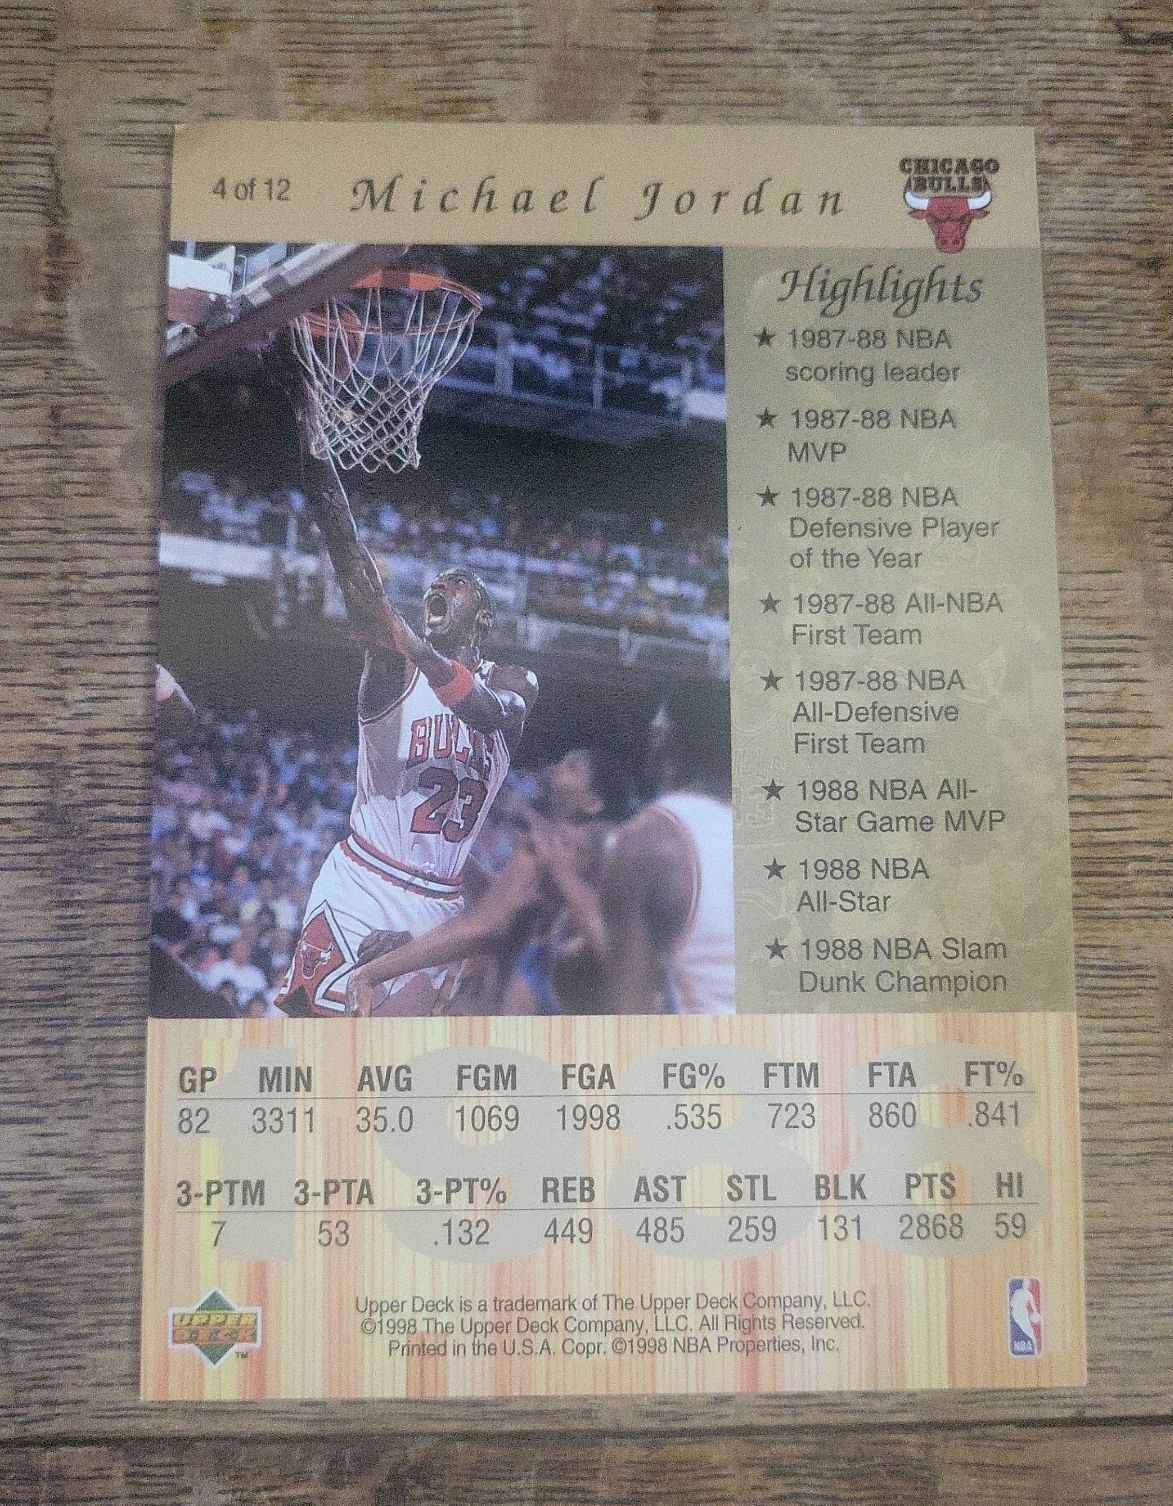 4 of 12 Michael Jordan
CHICAGO
BULLS
Highlights
★ 1987-88 NBA
scoring leader
★ 1987-88 NBA
MVP
★ 1987-88 NBA
Defensive Player
of the Year
★ 1987-88 All-NBA
First Team
★ 1987-88 NBA
All-Defensive
First Team
★ 1988 NBA All-
Star Game MVP
★ 1988 NBA
All-Star
★ 1988 NBA Slam
Dunk Champion
BULLS
23
GP MIN AVG FGM FGA FG% FTM FTA FT%
82 3311 35.0 1069 1998 .535 723 860 .841
3-PTM 3-PTA 3-PT% REB AST STL BLK PTS HI
7 53 .132 449 485 259 131 2868 59
1988
UPPER
DECK
TM
Upper Deck is a trademark of The Upper Deck Company, LLC.
©1998 The Upper Deck Company, LLC. All Rights Reserved.
Printed in the U.S.A. Copr. ©1998 NBA Properties, Inc.
NBA